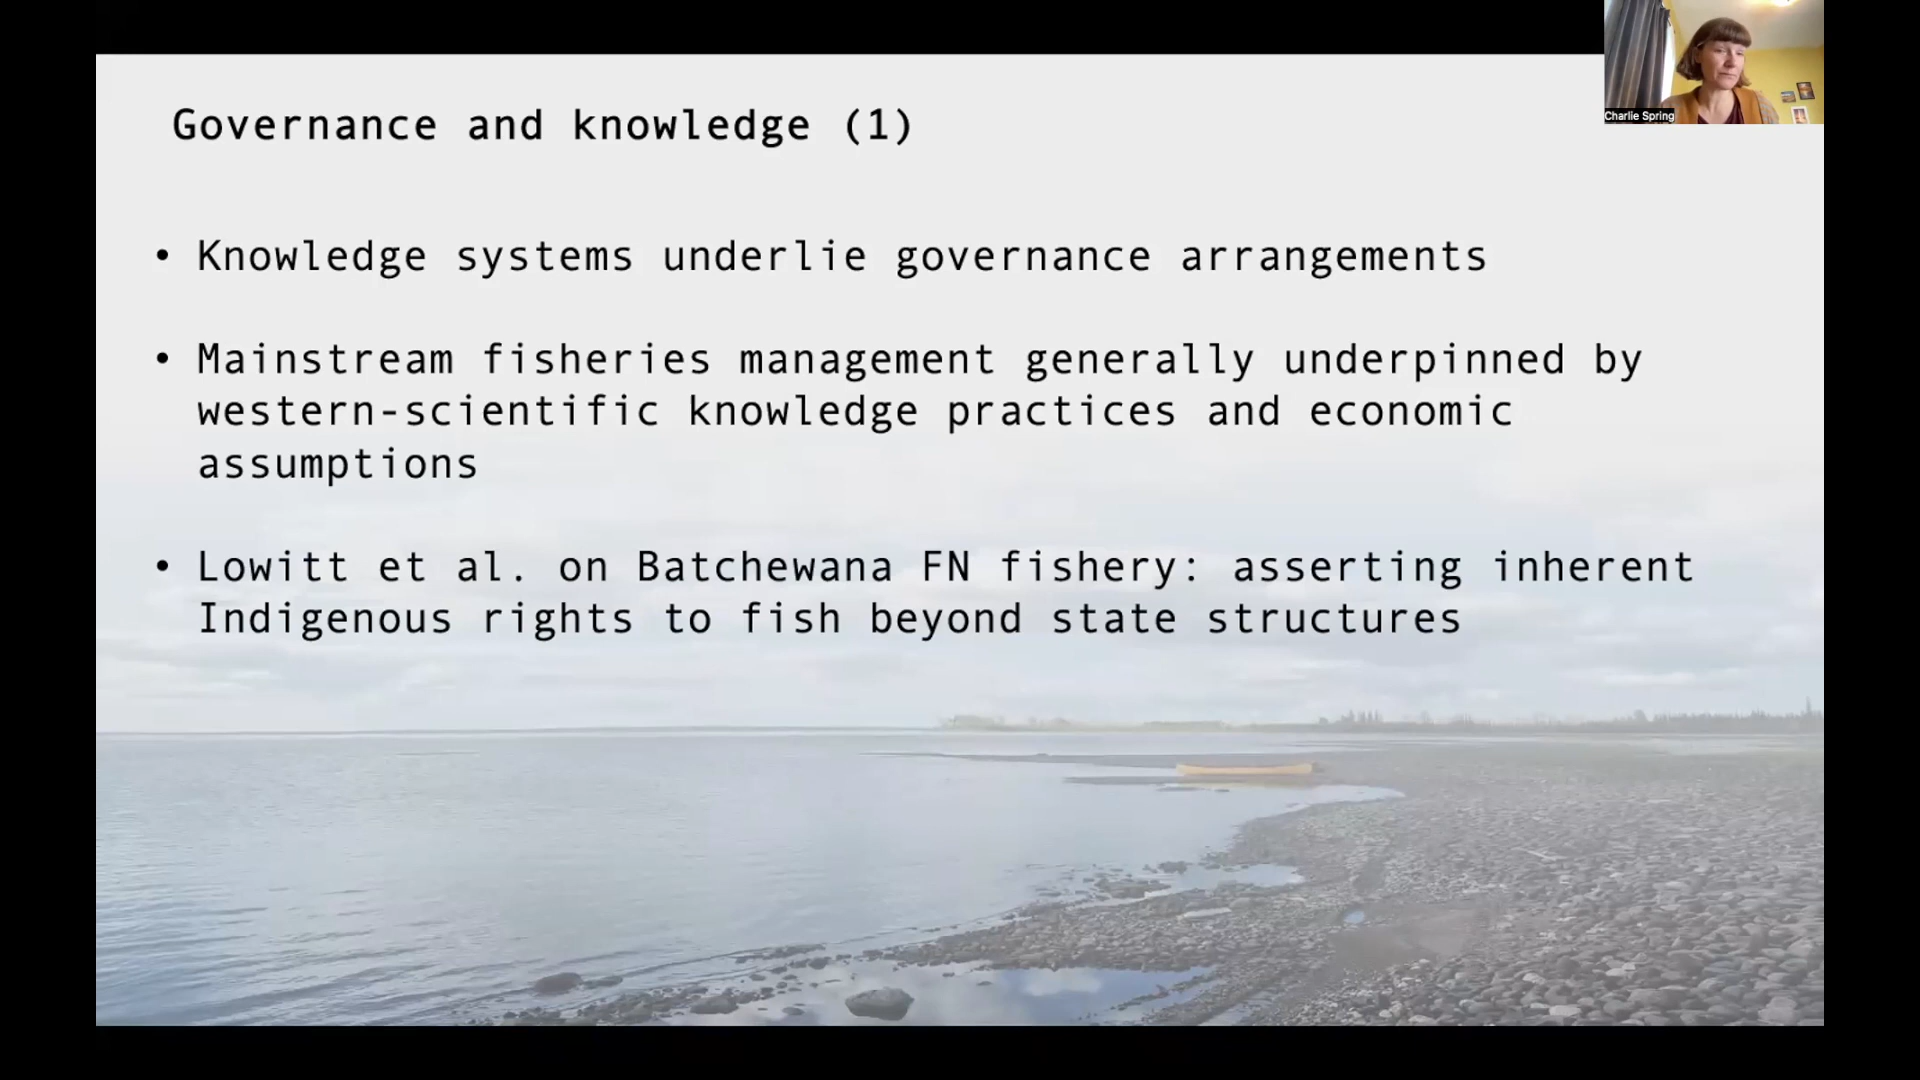 Governance and knowledge (1)
• Knowledge systems underlie governance arrangements
• Mainstream fisheries management generally underpinned by
western-scientific knowledge practices and economic
assumptions
• Lowitt et al. on Batchewana FN fishery: asserting inherent
Indigenous rights to fish beyond state structures
Charlie Spring